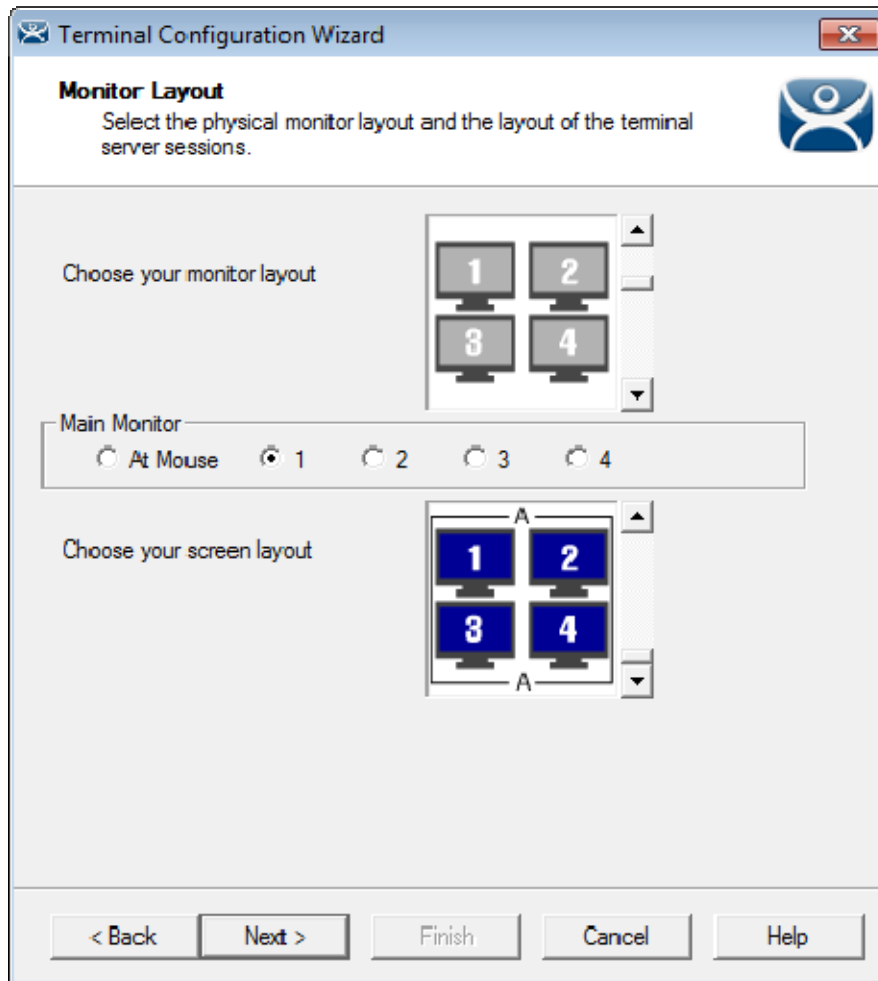 Terminal Configuration Wizard
Monitor Layout
Select the physical monitor layout and the layout of the terminal
server sessions.
Choose your monitor layout
1 2
3 4
Main Monitor
At Mouse 1 2 3 4
Choose your screen layout
A
1 2
3 4
A
< Back Next > Finish Cancel Help